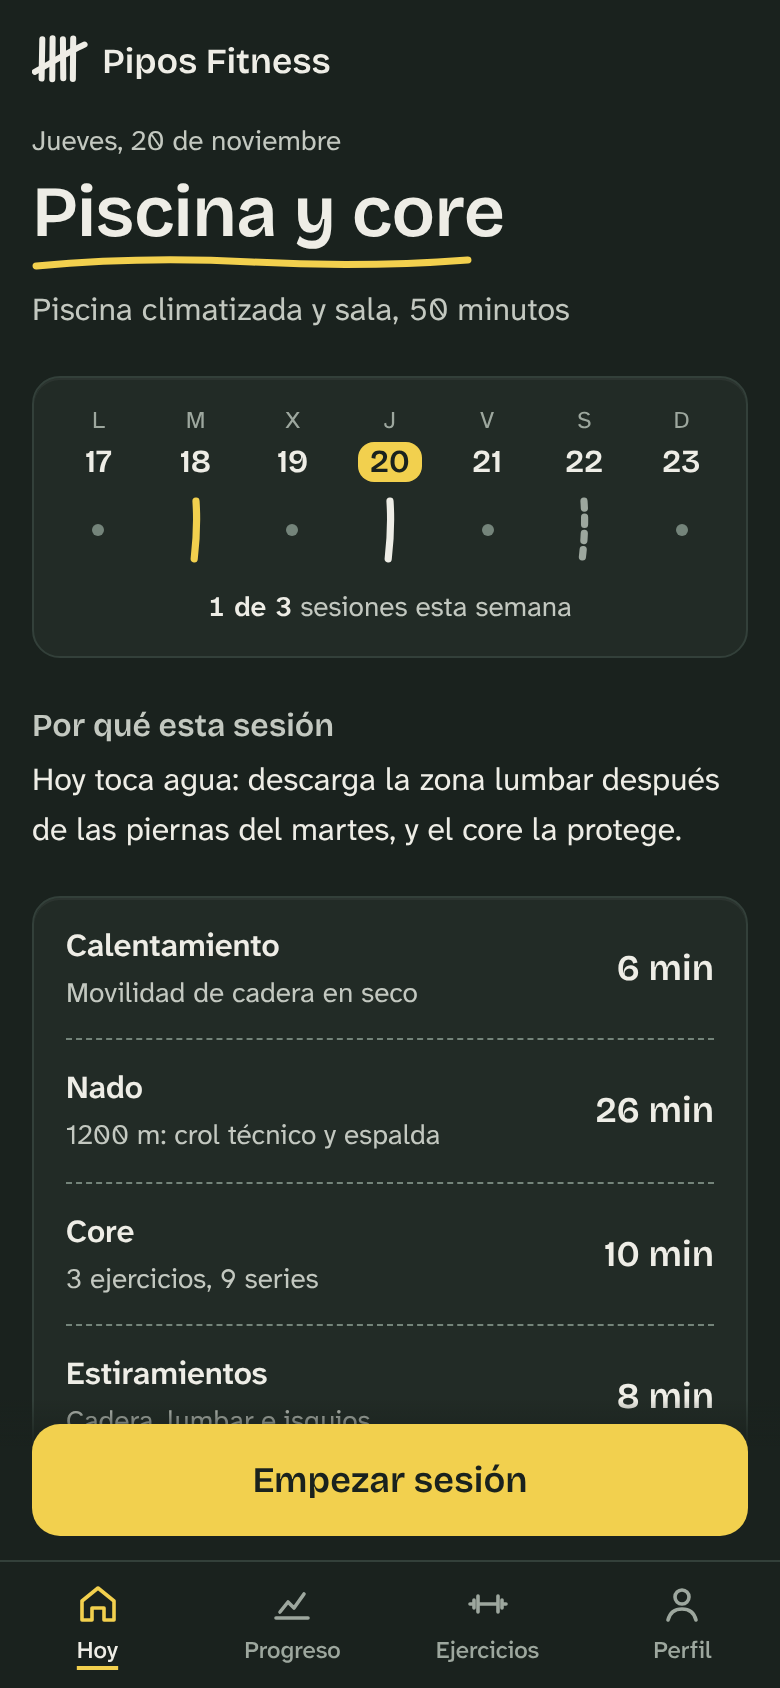 Pipos Fitness
Jueves, 20 de noviembre
Piscina y core
Piscina climatizada y sala, 50 minutos
L M X J V S D
17 18 19 20 21 22 23
1 de 3 sesiones esta semana
Por qué esta sesión
Hoy toca agua: descarga la zona lumbar después
de las piernas del martes, y el core la protege.
Calentamiento
6 min
Movilidad de cadera en seco
Nado
26 min
1200 m: crol técnico y espalda
Core
10 min
3 ejercicios, 9 series
Estiramientos
8 min
Cadera, lumbar e isquios
Empezar sesión
Hoy Progreso Ejercicios Perfil